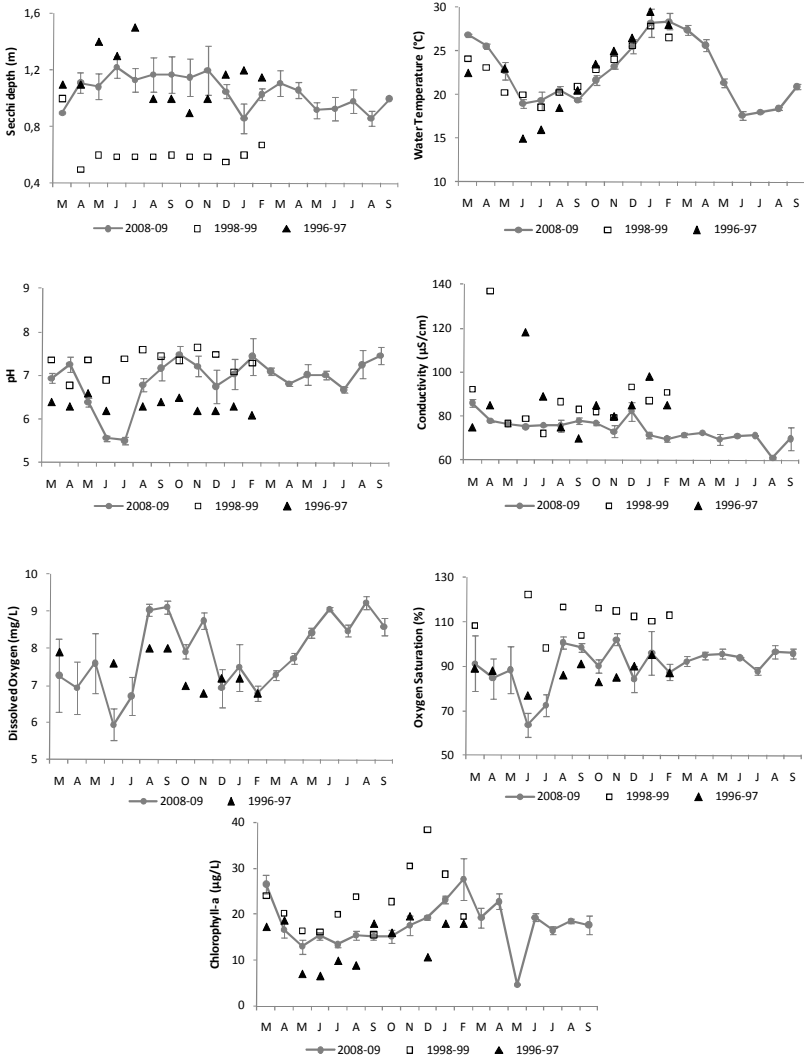 Secchi depth (m)
1,6
1,2
0,8
0,4
M A M J J A S O N D J F M A M J J A S
2008-09 1998-99 1996-97
Water Temperature (°C)
30
25
20
15
10
M A M J J A S O N D J F M A M J J A S
2008-09 1998-99 1996-97
pH
9
8
7
6
5
M A M J J A S O N D J F M A M J J A S
2008-09 1998-99 1996-97
Conductivity (µS/cm)
140
120
100
80
60
M A M J J A S O N D J F M A M J J A S
2008-09 1998-99 1996-97
Dissolved Oxygen (mg/L)
10
9
8
7
6
5
M A M J J A S O N D J F M A M J J A S
2008-09 1996-97
Oxygen Saturation (%)
130
110
90
70
50
M A M J J A S O N D J F M A M J J A S
2008-09 1998-99 1996-97
Chlorophyll-a (µg/L)
40
30
20
10
0
M A M J J A S O N D J F M A M J J A S
2008-09 1998-99 1996-97